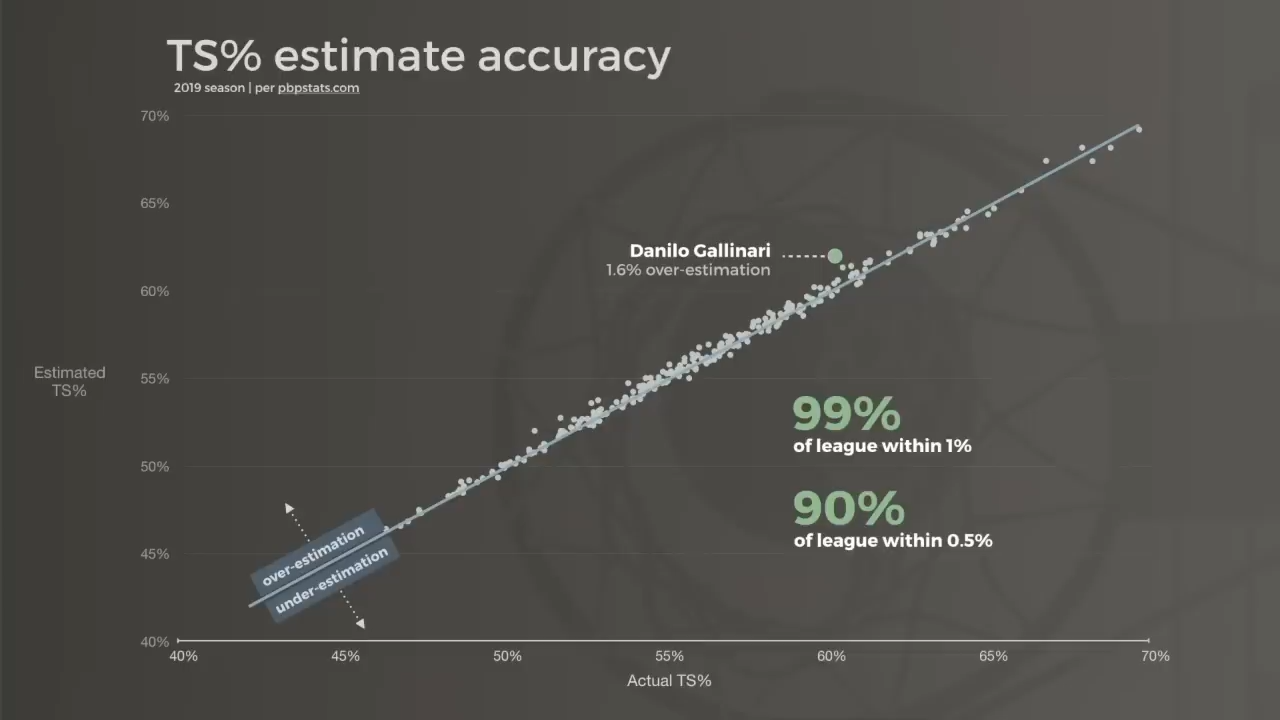 TS% estimate accuracy
2019 season | per pbpstats.com
70%
65%
Danilo Gallinari
1.6% over-estimation
60%
Estimated
TS%
55%
99%
of league within 1%
50%
90%
of league within 0.5%
over-estimation
under-estimation
45%
40%
40% 45% 50% 55% 60% 65% 70%
Actual TS%